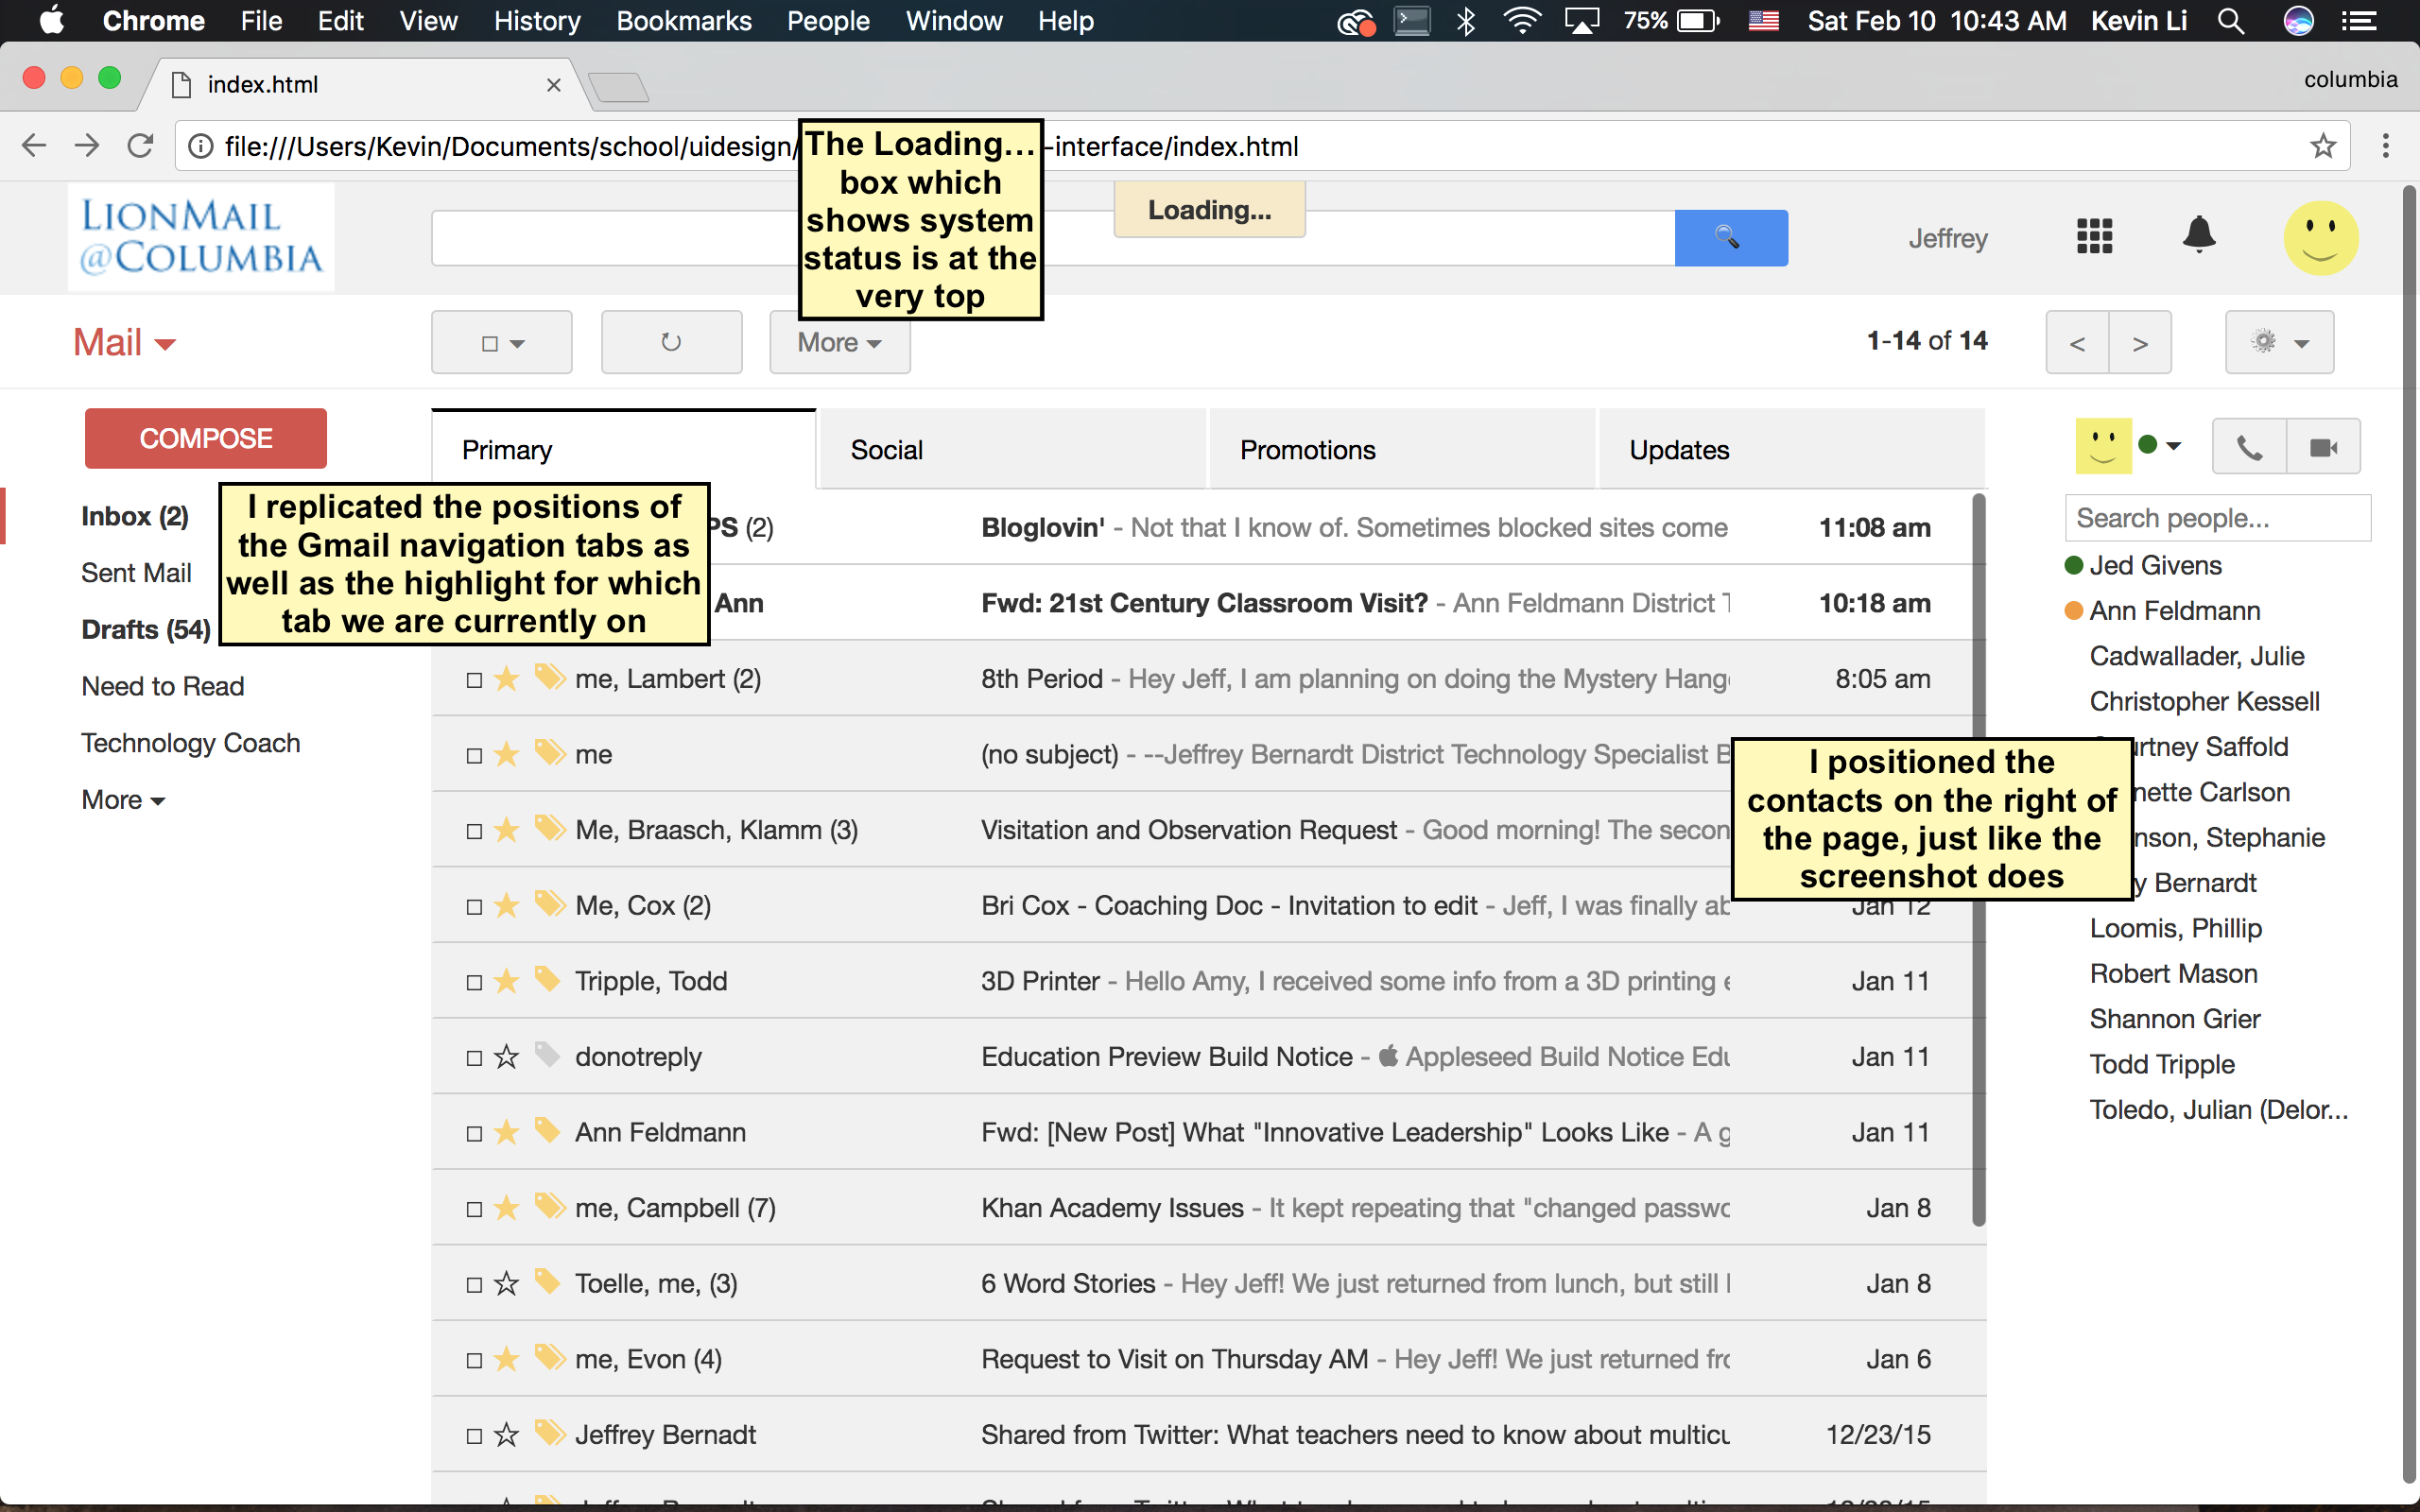 Chrome File Edit View History Bookmarks People Window Help 75% Sat Feb 10 10:43 AM Kevin Li
index.html columbia
file:///Users/Kevin/Documents/school/uidesign/ -interface/index.html
The Loading...
box which
shows system
status is at the
very top
LIONMAIL
@COLUMBIA
Loading...
Jeffrey
Mail
More
1-14 of 14
< >
COMPOSE
Primary Social Promotions Updates
Inbox (2)
Sent Mail
Drafts (54)
Need to Read
Technology Coach
More
I replicated the positions of
the Gmail navigation tabs as
well as the highlight for which
tab we are currently on
PS (2) Bloglovin' - Not that I know of. Sometimes blocked sites come 11:08 am
Ann Fwd: 21st Century Classroom Visit? - Ann Feldmann District 10:18 am
me, Lambert (2) 8th Period - Hey Jeff, I am planning on doing the Mystery 8:05 am
me (no subject) - --Jeffrey Bernardt District Technology Specialist
Me, Braasch, Klamm (3) Visitation and Observation Request - Good morning! The
Me, Cox (2) Bri Cox - Coaching Doc - Invitation to edit - Jeff, I was finally Jan 12
Tripple, Todd 3D Printer - Hello Amy, I received some info from a 3D printing Jan 11
donotreply Education Preview Build Notice - Appleseed Build Notice Jan 11
Ann Feldmann Fwd: [New Post] What "Innovative Leadership" Looks Like - A Jan 11
me, Campbell (7) Khan Academy Issues - It kept repeating that "changed Jan 8
Toelle, me, (3) 6 Word Stories - Hey Jeff! We just returned from lunch, but still Jan 8
me, Evon (4) Request to Visit on Thursday AM - Hey Jeff! We just returned Jan 6
Jeffrey Bernadt Shared from Twitter: What teachers need to know about 12/23/15
I positioned the
contacts on the right of
the page, just like the
screenshot does
Search people...
Jed Givens
Ann Feldmann
Cadwallader, Julie
Christopher Kessell
Saffold
Carlson
Stephanie
Bernardt
Loomis, Phillip
Robert Mason
Shannon Grier
Todd Tripple
Toledo, Julian (Delor...